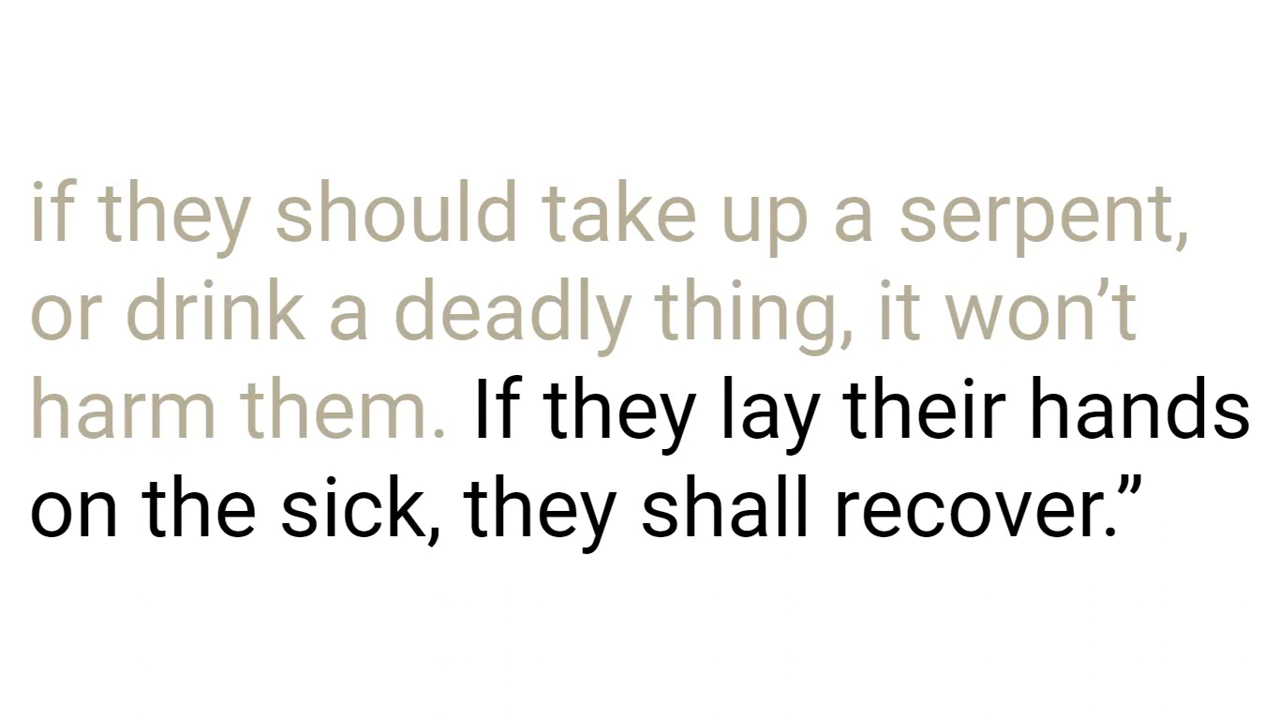 if they should take up a serpent,
or drink a deadly thing, it won’t
harm them. If they lay their hands
on the sick, they shall recover.”